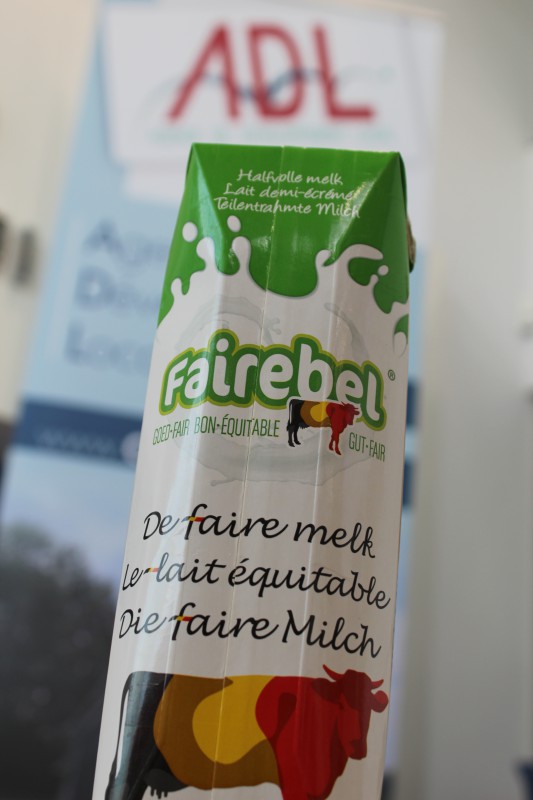 ADL
Halfvolle melk
Lait demi-écrémé
Teilentrahmte Milch
Fairebel®
GOED-FAIR BON-ÉQUITABLE GUT-FAIR
De faire melk
Le lait équitable
Die faire Milch